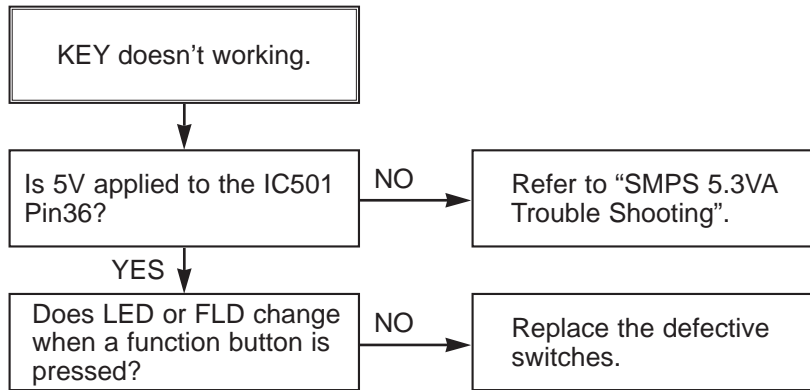 KEY doesn't working.
Is 5V applied to the IC501
Pin36?
NO
Refer to “SMPS 5.3VA
Trouble Shooting”.
YES
Does LED or FLD change
when a function button is
pressed?
NO
Replace the defective
switches.